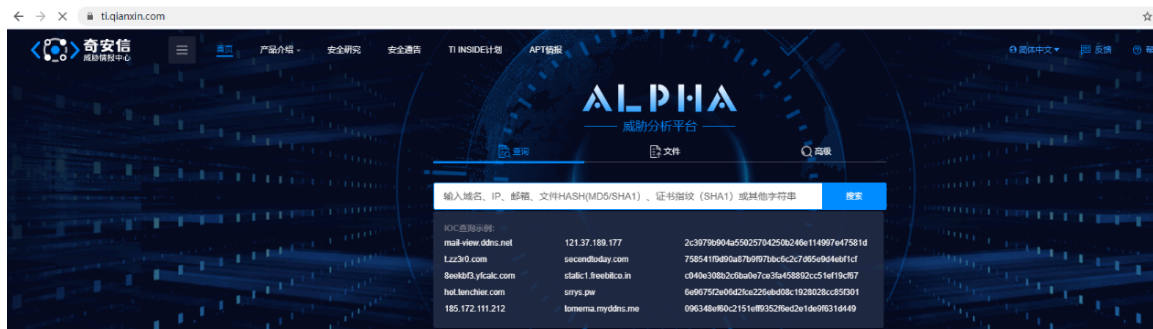 ti.qianxin.com
奇安信
威胁情报中心
首页 产品介绍 安全研究 安全通告 TI INSIDE计划 APT情报 简体中文 反馈
ALPHA
威胁分析平台
查询 文件 高级
输入域名、IP、邮箱、文件HASH(MD5/SHA1) 、证书指纹 (SHA1) 或其他字符串 搜索
IOC查询示例:
mail-view.ddns.net 121.37.189.177 2c3979b904a55025704250b246e114997e47581d
t.zz3r0.com secendtoday.com 758541f9d90a87b9f97bbc6c2c7d65e9d4ebf1cf
8eekbf3.yfcalc.com static1.freebitco.in c040e308b2c6ba0e7ce3fa458892cc51ef19cf67
hot.tenchier.com srrys.pw 6e9675f2e06d2fce226ebd08c1928028cc85f301
185.172.111.212 tomema.myddns.me 096348ef60c2151eff9352f6ed2e1de9f631d449